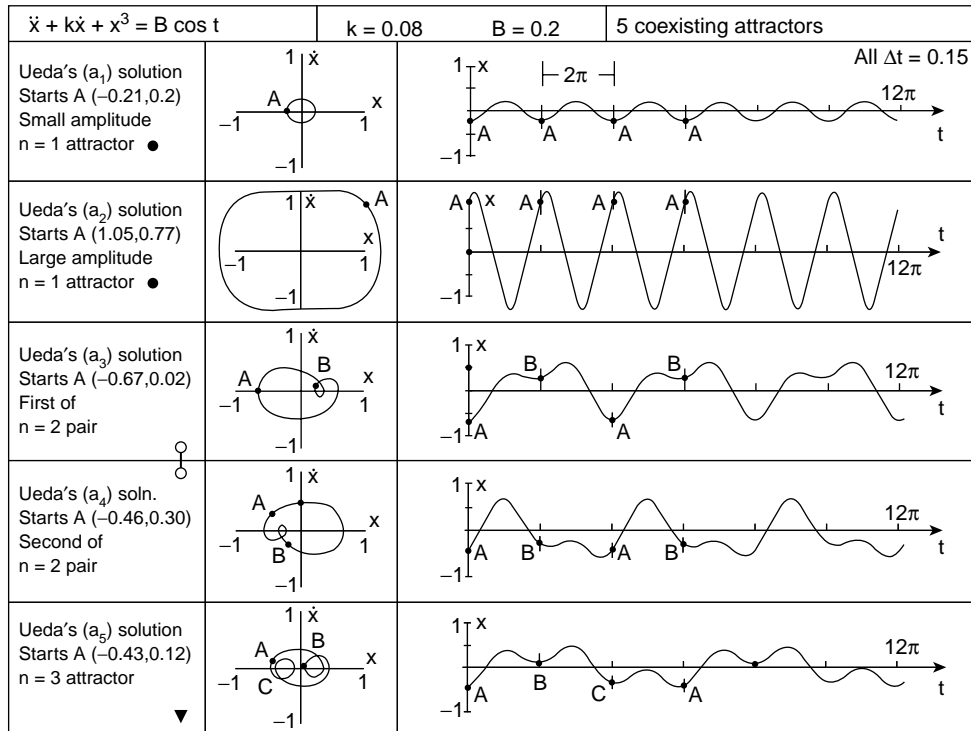 ẍ + kẋ + x³ = B cos t
k = 0.08 B = 0.2
5 coexisting attractors
Ueda′s (a₁) solution
Starts A (−0.21,0.2)
Small amplitude
n = 1 attractor
1 ẋ
A
x
−1 1
−1
All Δt = 0.15
1 x
2π
12π
t
A A A A
−1
Ueda′s (a₂) solution
Starts A (1.05,0.77)
Large amplitude
n = 1 attractor
1 ẋ
A
x
−1 1
−1
1
A x A A A
12π
t
−1
Ueda′s (a₃) solution
Starts A (−0.67,0.02)
First of
n = 2 pair
1 ẋ
A B
x
−1 1
−1
1 x
B B
12π
t
−1 A A
Ueda′s (a₄) soln.
Starts A (−0.46,0.30)
Second of
n = 2 pair
1 ẋ
A
x
−1 1
B
−1
1 x
12π
t
A B A B
−1
Ueda′s (a₅) solution
Starts A (−0.43,0.12)
n = 3 attractor
1 ẋ
A B
x
−1 C 1
−1
1 x
12π
t
A B C A
−1